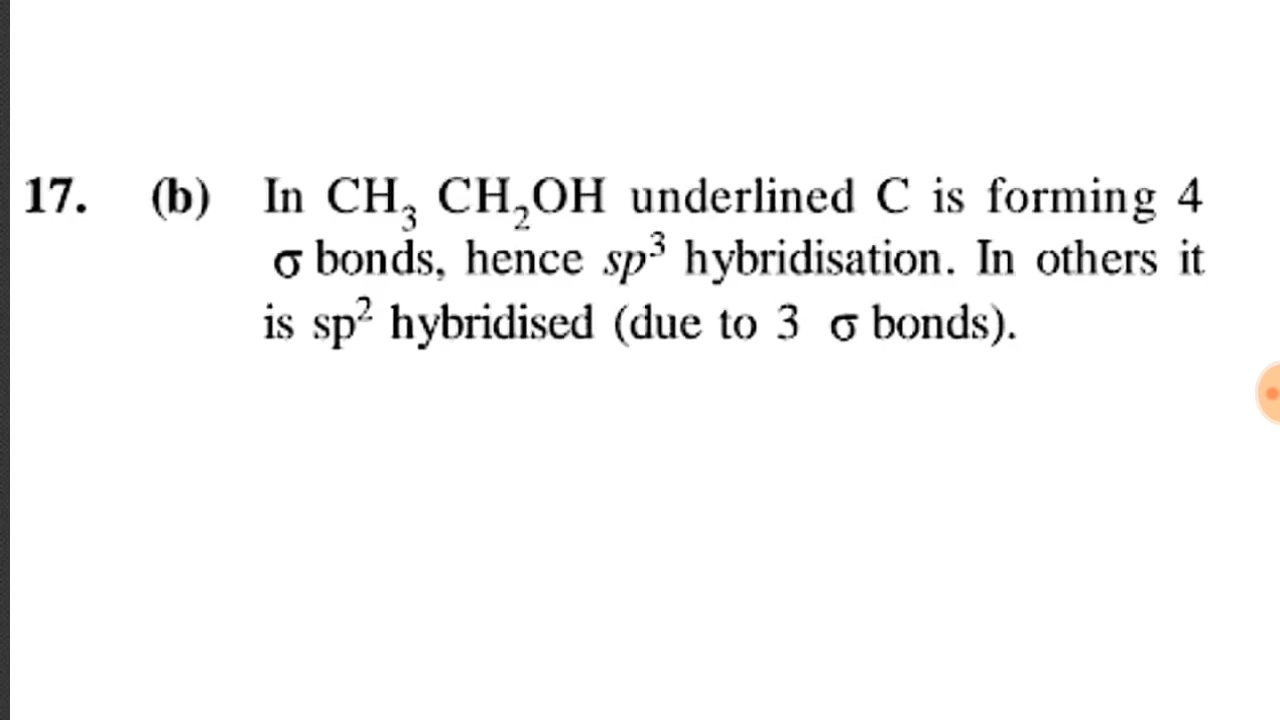 17. (b) In CH₃ CH₂OH underlined C is forming 4
σ bonds, hence sp³ hybridisation. In others it
is sp² hybridised (due to 3 σ bonds).